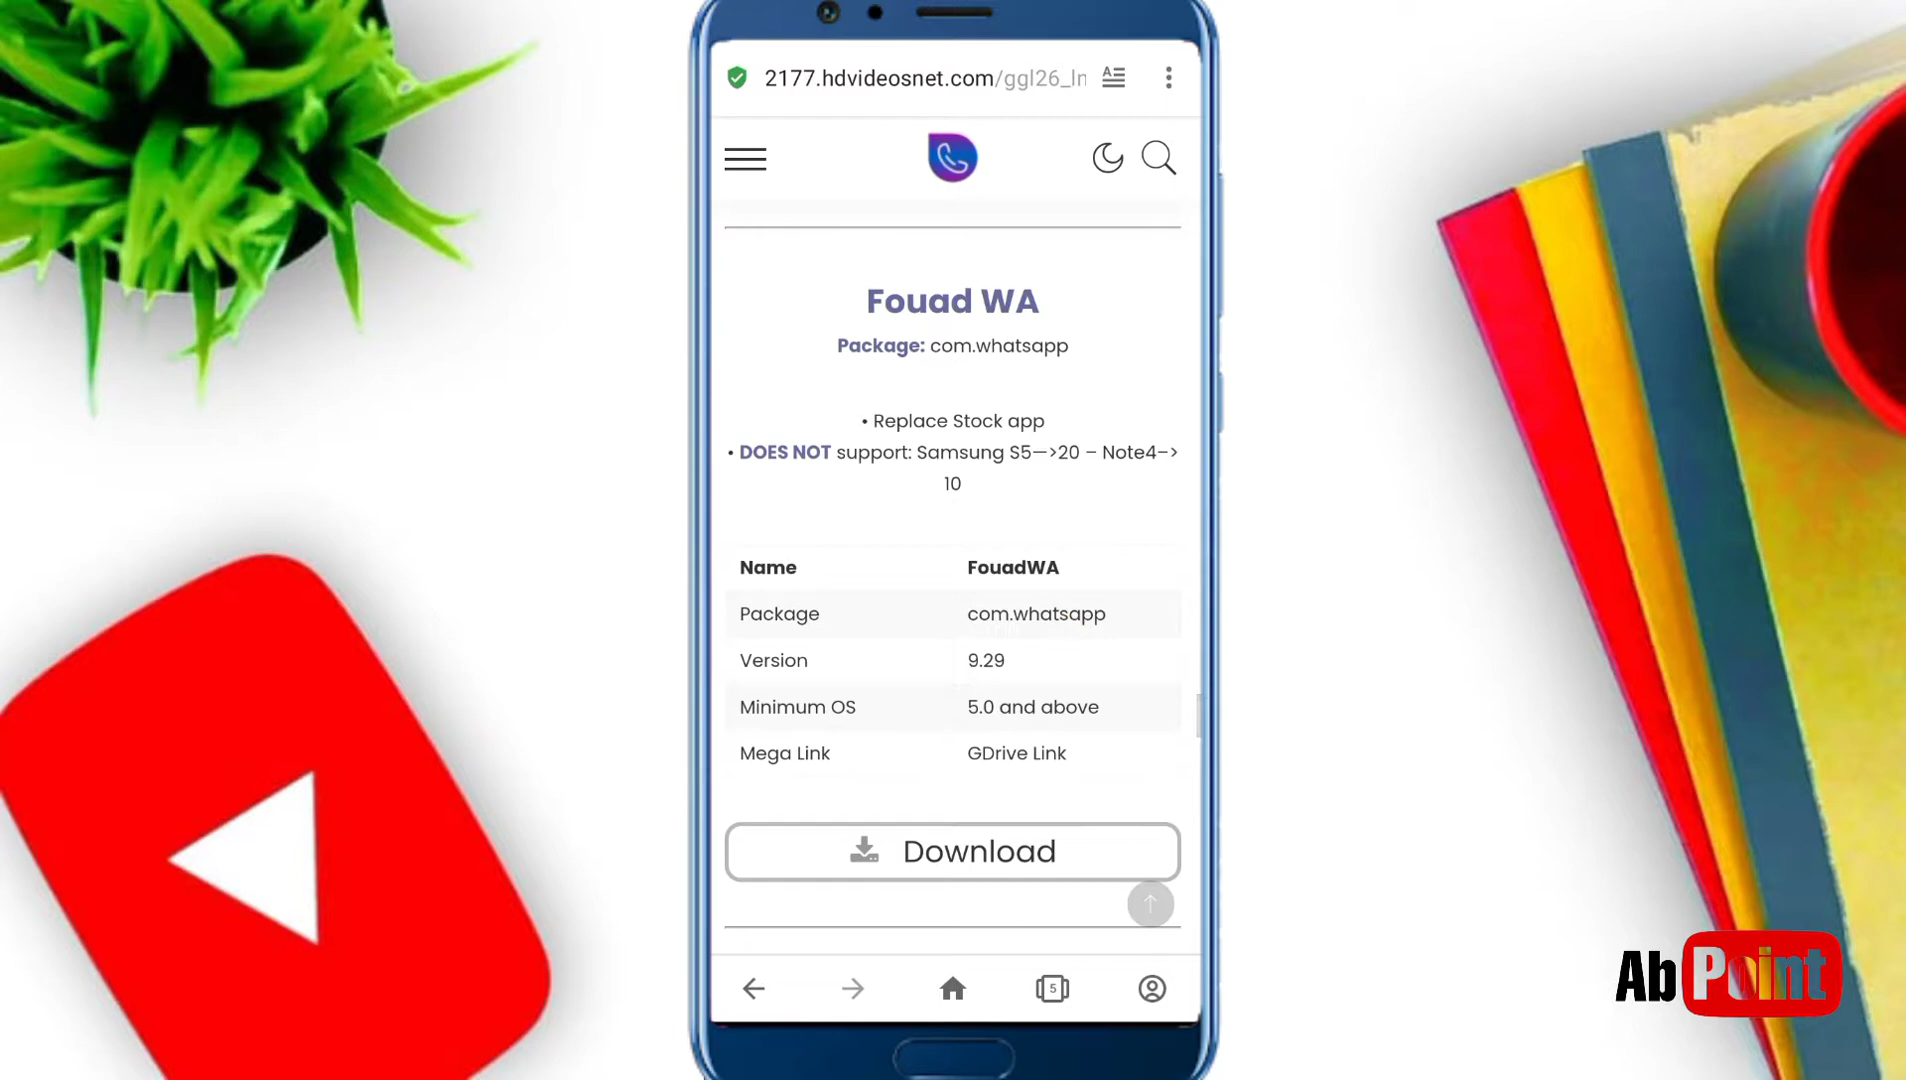 2177.hdvideosnet.com/ggl26_ln
Fouad WA
Package: com.whatsapp
• Replace Stock app
• DOES NOT support: Samsung S5—>20 – Note4–>
10
Name FouadWA
Package com.whatsapp
Version 9.29
Minimum OS 5.0 and above
Mega Link GDrive Link
Download
5
Ab Point